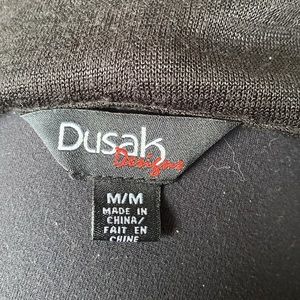 Dusak
Designs
M/M
MADE IN
CHINA/
FAIT EN
CHINE